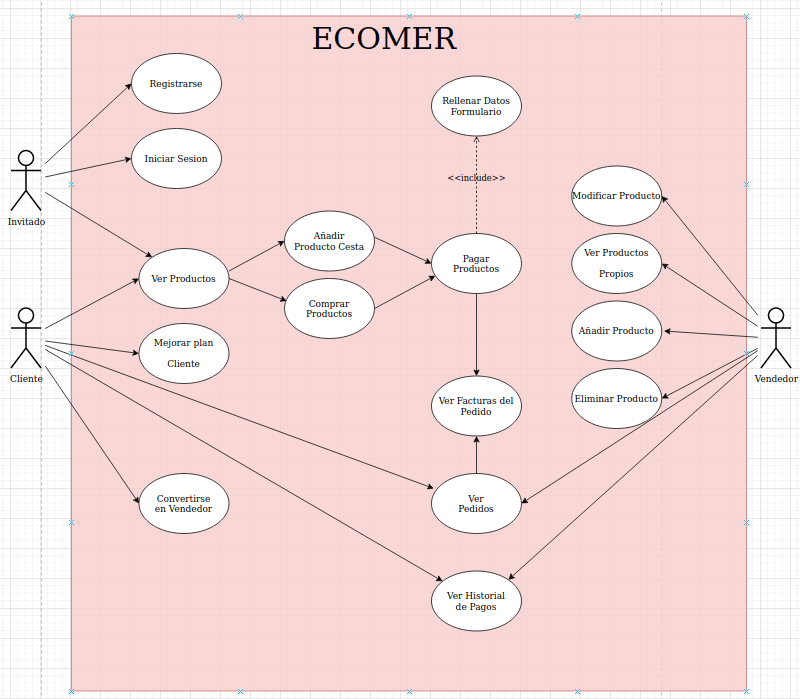 ECOMER
Registrarse
Rellenar Datos
Formulario
Iniciar Sesion
<<include>>
Invitado
Modificar Producto
Añadir
Producto Cesta
Ver Productos
Pagar
Productos
Ver Productos
Propios
Comprar
Productos
Cliente
Mejorar plan
Cliente
Añadir Producto
Vendedor
Ver Facturas del
Pedido
Eliminar Producto
Convertirse
en Vendedor
Ver
Pedidos
Ver Historial
de Pagos